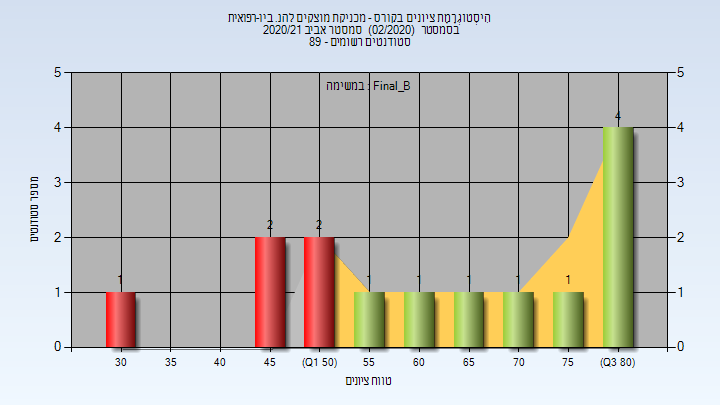 היסטוגרמת ציונים בקורס - מכניקת מוצקים להנ. ביו-רפואית
בסמסטר (02/2020) סמסטר אביב 2020/21
סטודנטים רשומים - 89
במשימה : Final_B
מספר סטודנטים
5 5
4 4
3 3
2 2
1 1
0 0
1 2 2 1 1 1 1 1 4
30 35 40 45 (Q1 50) 55 60 65 70 75 (Q3 80)
טווח ציונים